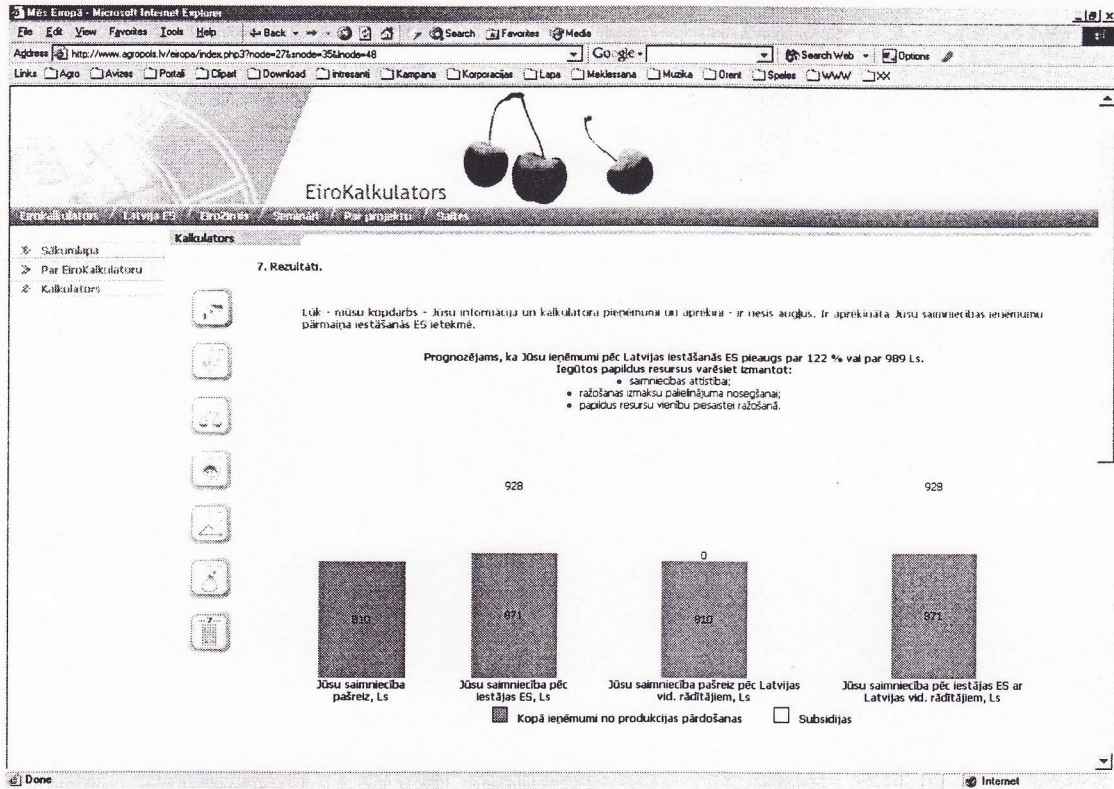 Mēs Eiropā - Microsoft Internet Explorer
File Edit View Favorites Tools Help Back Search Favorites Media
Address http://www.agropols.lv/eiropa/index.php3?node=27&anode=35&lnode=48 Google Search Web Options
Links Agro Avizes Portali Clipart Download intresanti Kampana Korporacijas Lapa Meklessana Muzika Orent Speles WWW XX
EiroKalkulators
Eirokalkulators / Latvija ES / Eirozirnis / Semināri / Par projektu / Saites
Kalkulators
Sākumlapa
Par EiroKalkulatoru
Kalkulators
7. Rezultāti.
Lūk - mūsu kopdarbs - Jūsu informācija un kalkulatora pieņēmumi un aprēķini - ir nesis augļus. Ir aprēķināta Jūsu saimniecības ieņēmumu
pārmaiņa iestāšanās ES ietekmē.
Prognozējams, ka Jūsu ieņēmumi pēc Latvijas iestāšanās ES pieaugs par 122 % vai par 989 Ls.
Iegūtos papildus resursus varēsiet izmantot:
• saimniecības attīstībai;
• ražošanas izmaksu palielinājuma nosegšanai;
• papildus resursu vienību piesaistei ražošanā.
928 928
0
810 871 810 871
7
Jūsu saimniecība pašreiz, Ls
Jūsu saimniecība pēc iestājas ES, Ls
Jūsu saimniecība pašreiz pēc Latvijas vid. rādītājiem, Ls
Jūsu saimniecība pēc iestājas ES ar Latvijas vid. rādītājiem, Ls
Kopā ieņēmumi no produkcijas pārdošanas Subsidijas
Done Internet